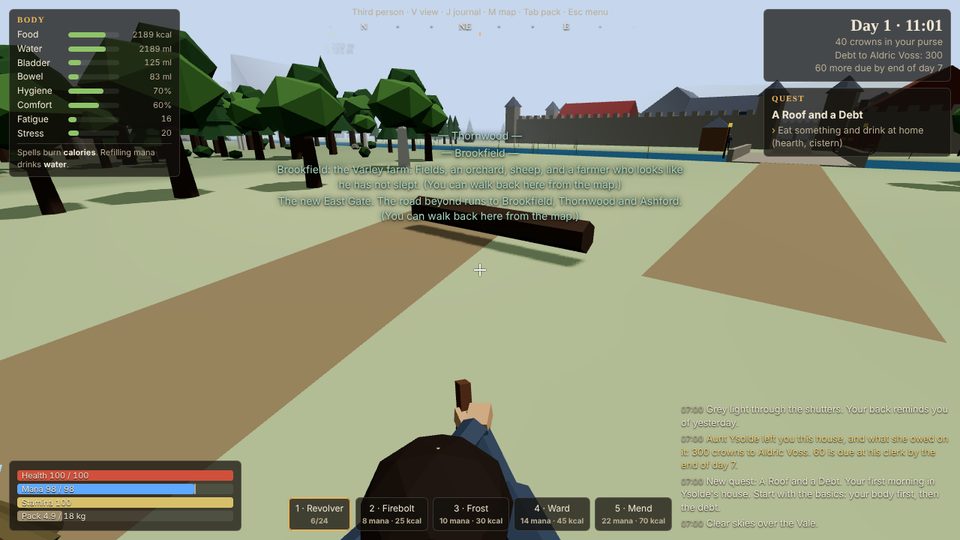 BODY
Food 2189 kcal
Water 2189 ml
Bladder 125 ml
Bowel 83 ml
Hygiene 70%
Comfort 60%
Fatigue 16
Stress 20
Spells burn calories. Refilling mana
drinks water.
Third person · V view · J journal · M map · Tab pack · Esc menu
N NE E
— Thornwood —
— Brookfield —
Brookfield: the Varley farm. Fields, an orchard, sheep, and a farmer who looks like
he has not slept. (You can walk back here from the map.)
The new East Gate. The road beyond runs to Brookfield, Thornwood and Ashford.
(You can walk back here from the map.)
Day 1 · 11:01
40 crowns in your purse
Debt to Aldric Voss: 300
60 more due by end of day 7
QUEST
A Roof and a Debt
› Eat something and drink at home
(hearth, cistern)
Health 100 / 100
Mana 98 / 98
Stamina 100
Pack 4.9 / 18 kg
1 · Revolver
6/24
2 · Firebolt
8 mana · 25 kcal
3 · Frost
10 mana · 30 kcal
4 · Ward
14 mana · 45 kcal
5 · Mend
22 mana · 70 kcal
07:00 Grey light through the shutters. Your back reminds you
of yesterday.
07:00 Aunt Ysolde left you this house, and what she owed on
it: 300 crowns to Aldric Voss. 60 is due at his clerk by the
end of day 7.
07:00 New quest: A Roof and a Debt. Your first morning in
Ysolde's house. Start with the basics: your body first, then
the debt.
07:00 Clear skies over the Vale.